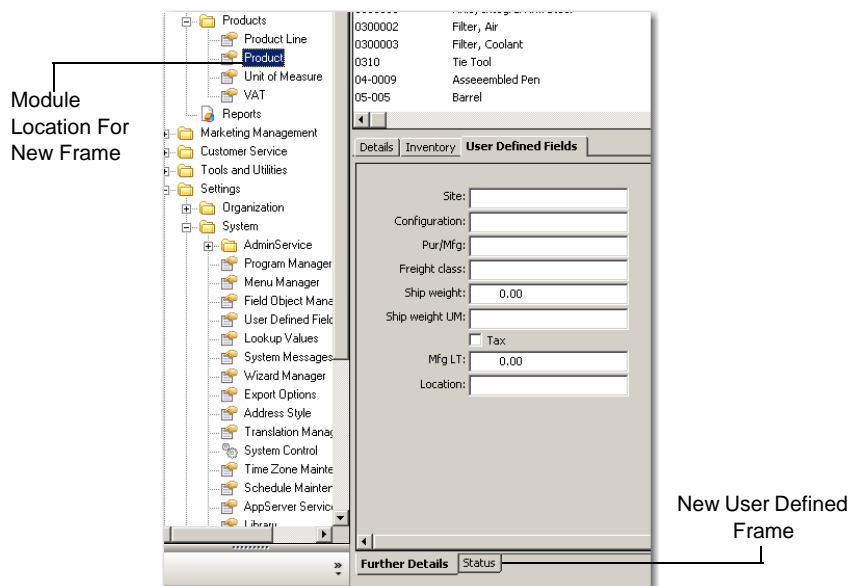 Products
Product Line
Product
Unit of Measure
VAT
Reports
Marketing Management
Customer Service
Tools and Utilities
Settings
Organization
System
AdminService
Program Manager
Menu Manager
Field Object Mana
User Defined Field
Lookup Values
System Messages
Wizard Manager
Export Options
Address Style
Translation Manag
System Control
Time Zone Mainte
Schedule Mainten
AppServer Service
Library
Module
Location For
New Frame
0300002 Filter, Air
0300003 Filter, Coolant
0310 Tie Tool
04-0009 Asseeembled Pen
05-005 Barrel
Details Inventory User Defined Fields
Site:
Configuration:
Pur/Mfg:
Freight class:
Ship weight: 0.00
Ship weight UM:
Tax
Mfg LT: 0.00
Location:
Further Details Status
New User Defined
Frame